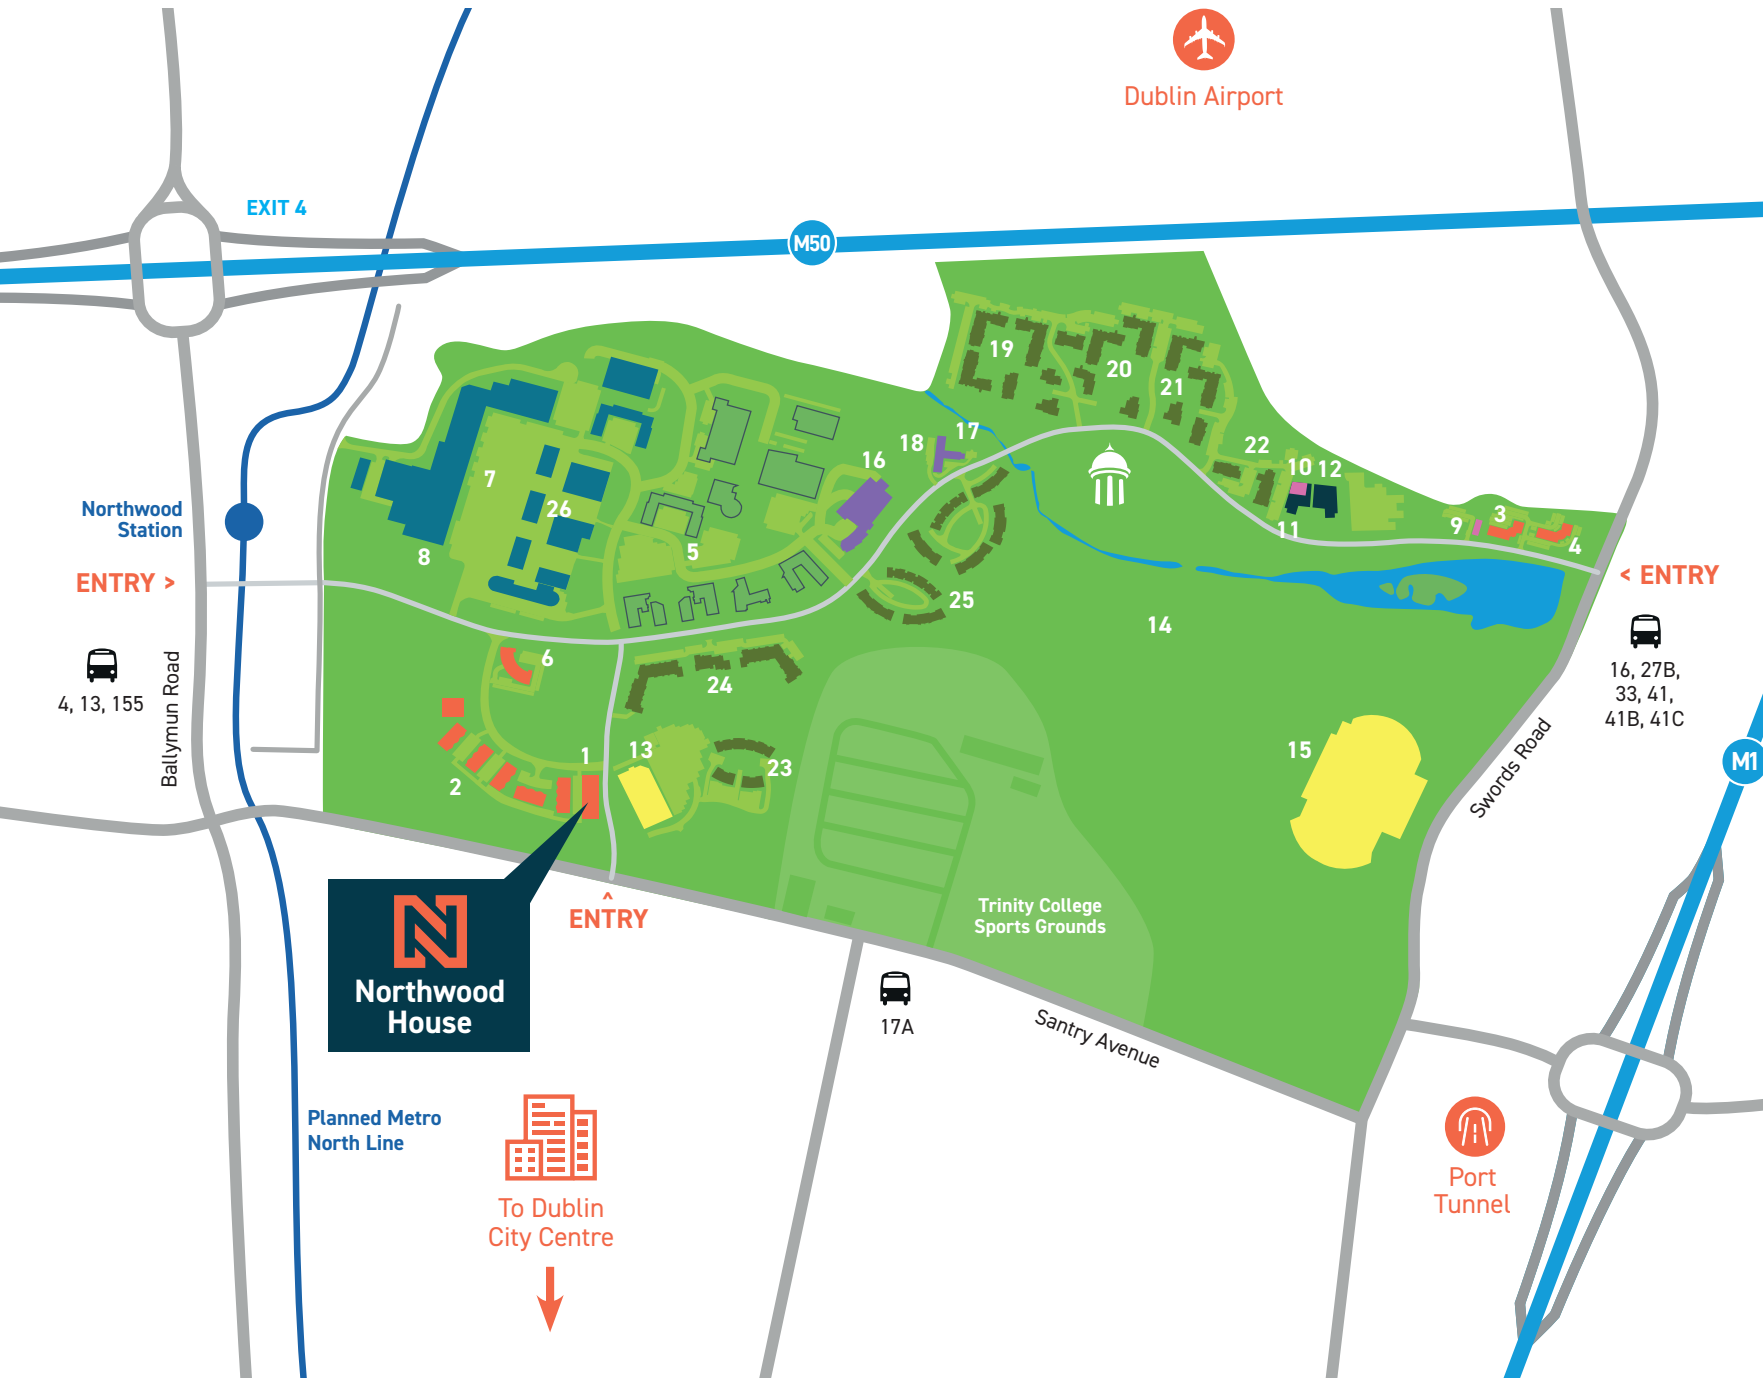 Dublin Airport
EXIT 4
M50
19
20
21
17
18
22
16
10
12
7
26
3
9
11
4
Northwood
Station
8
5
ENTRY >
< ENTRY
25
14
4, 13, 155
Ballymun Road
6
24
16, 27B,
33, 41,
41B, 41C
1
13
23
2
15
Swords Road
M1
Northwood
House
^
ENTRY
Trinity College
Sports Grounds
17A
Santry Avenue
Planned Metro
North Line
To Dublin
City Centre
Port
Tunnel